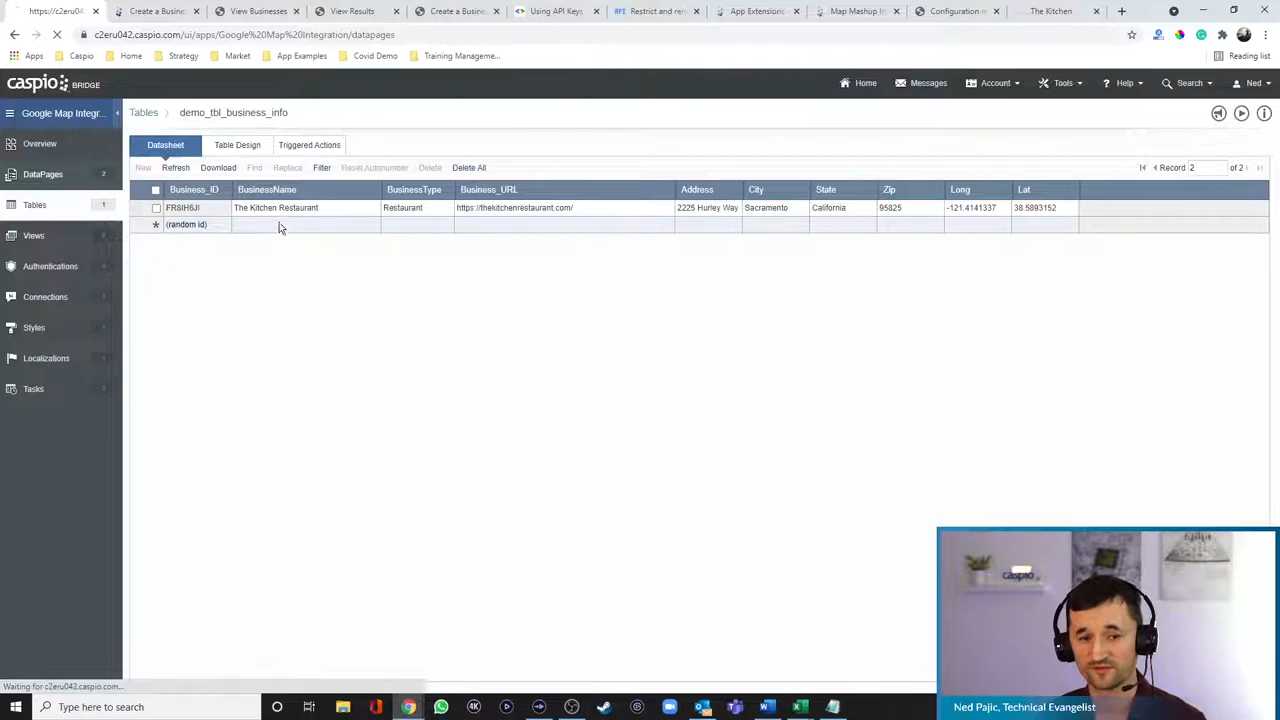 https://c2eru04
Create a Busines
View Businesses
View Results
Create a Busines
Using API Keys
Restrict and re
App Extensions
Map Mashup In
Configuration
The Kitchen
c2eru042.caspio.com/ui/apps/Google%20Map%20Integration/datapages
Apps Caspio Home Strategy Market App Examples Covid Demo Training Manageme... Reading list
caspio BRIDGE Home Messages Account Tools ? Help Search Ned
Google Map Integr... Tables demo_tbl_business_info
Overview
DataPages 2
Tables 1
Views
Authentications
Connections
Styles
Localizations
Tasks
Datasheet Table Design Triggered Actions
New Refresh Download Find Replace Filter Reset Autonumber Delete Delete All Record 2 of 2
Business_ID BusinessName BusinessType Business_URL Address City State Zip Long Lat
FR8IH6JI The Kitchen Restaurant Restaurant https://thekitchenrestaurant.com/ 2225 Hurley Way Sacramento California 95825 -121.4141337 38.5893152
* (random id)
caspio
Waiting for c2eru042.caspio.com...
Type here to search
Ned Pajic, Technical Evangelist